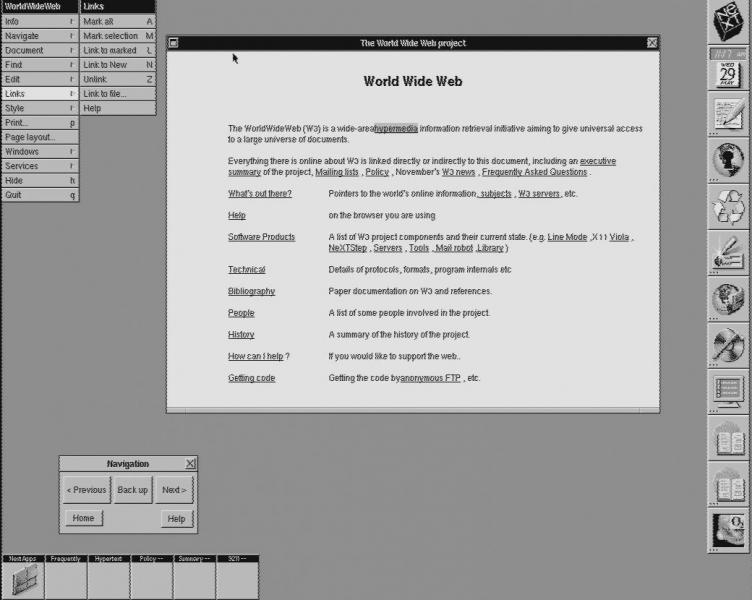 WorldWideWeb
Info
Navigate
Document
Find
Edit
Links
Style
Print... p
Page layout...
Windows
Services
Hide h
Quit q
Links
Mark all A
Mark selection M
Link to marked L
Link to New N
Unlink Z
Link to file...
Help
The World Wide Web project
World Wide Web
The WorldWideWeb (W3) is a wide-areahypermedia information retrieval initiative aiming to give universal access
to a large universe of documents.
Everything there is online about W3 is linked directly or indirectly to this document, including an executive
summary of the project, Mailing lists , Policy , November's W3 news , Frequently Asked Questions .
What's out there? Pointers to the world's online information, subjects , W3 servers, etc.
Help on the browser you are using
Software Products A list of W3 project components and their current state. (e.g. Line Mode ,X11 Viola ,
NeXTStep , Servers , Tools , Mail robot ,Library )
Technical Details of protocols, formats, program internals etc
Bibliography Paper documentation on W3 and references.
People A list of some people involved in the project.
History A summary of the history of the project.
How can I help ? If you would like to support the web..
Getting code Getting the code byanonymous FTP , etc.
NeXT
WED
29
MAY
Navigation
< Previous Back up Next >
Home Help
Next Apps Frequently Hypertext Policy -- Summary --
O2